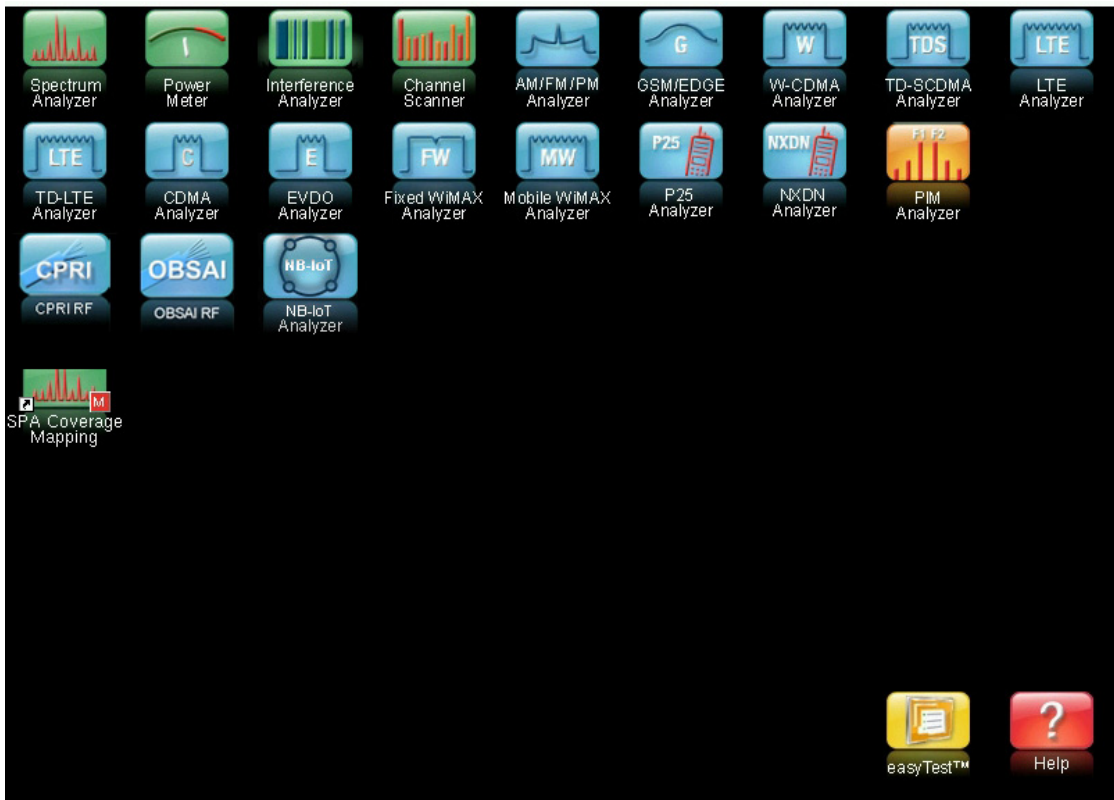 G
W
TDS
LTE
Spectrum Analyzer
Power Meter
Interference Analyzer
Channel Scanner
AM/FM/PM Analyzer
GSM/EDGE Analyzer
W-CDMA Analyzer
TD-SCDMA Analyzer
LTE Analyzer
LTE
C
E
FW
MW
P25
NXDN
F1 F2
TD-LTE Analyzer
CDMA Analyzer
EVDO Analyzer
Fixed WiMAX Analyzer
Mobile WiMAX Analyzer
P25 Analyzer
NXDN Analyzer
PIM Analyzer
CPRI
OBSAI
NB-IoT
CPRI RF
OBSAI RF
NB-IoT Analyzer
M
SPA Coverage Mapping
?
easyTest™
Help